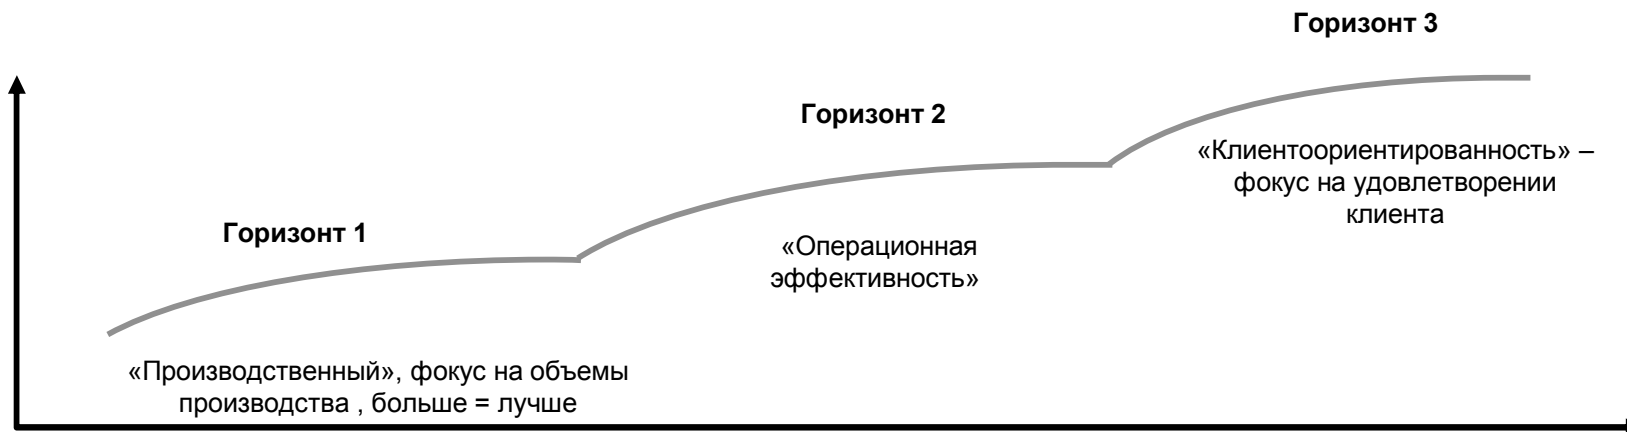 Горизонт 3
Горизонт 2
«Клиентоориентированность» –
фокус на удовлетворении
клиента
Горизонт 1
«Операционная
эффективность»
«Производственный», фокус на объемы
производства , больше = лучше